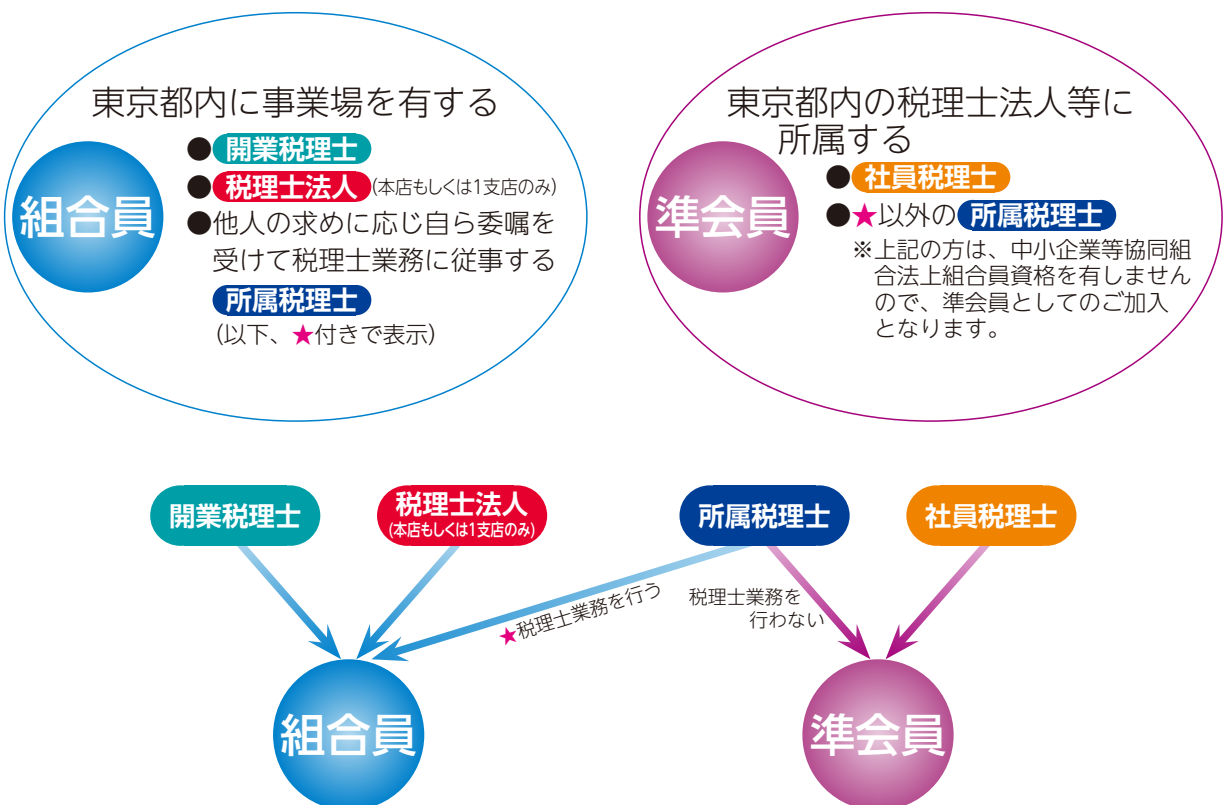 東京都内に事業場を有する
組合員
●開業税理士
●税理士法人(本店もしくは1支店のみ)
●他人の求めに応じ自ら委嘱を
受けて税理士業務に従事する
所属税理士
(以下、★付きで表示)
東京都内の税理士法人等に
所属する
準会員
●社員税理士
●★以外の所属税理士
※上記の方は、中小企業等協同組
合法上組合員資格を有しません
ので、準会員としてのご加入
となります。
開業税理士
税理士法人
(本店もしくは1支店のみ)
所属税理士
社員税理士
★税理士業務を行う
税理士業務を
行わない
組合員
準会員